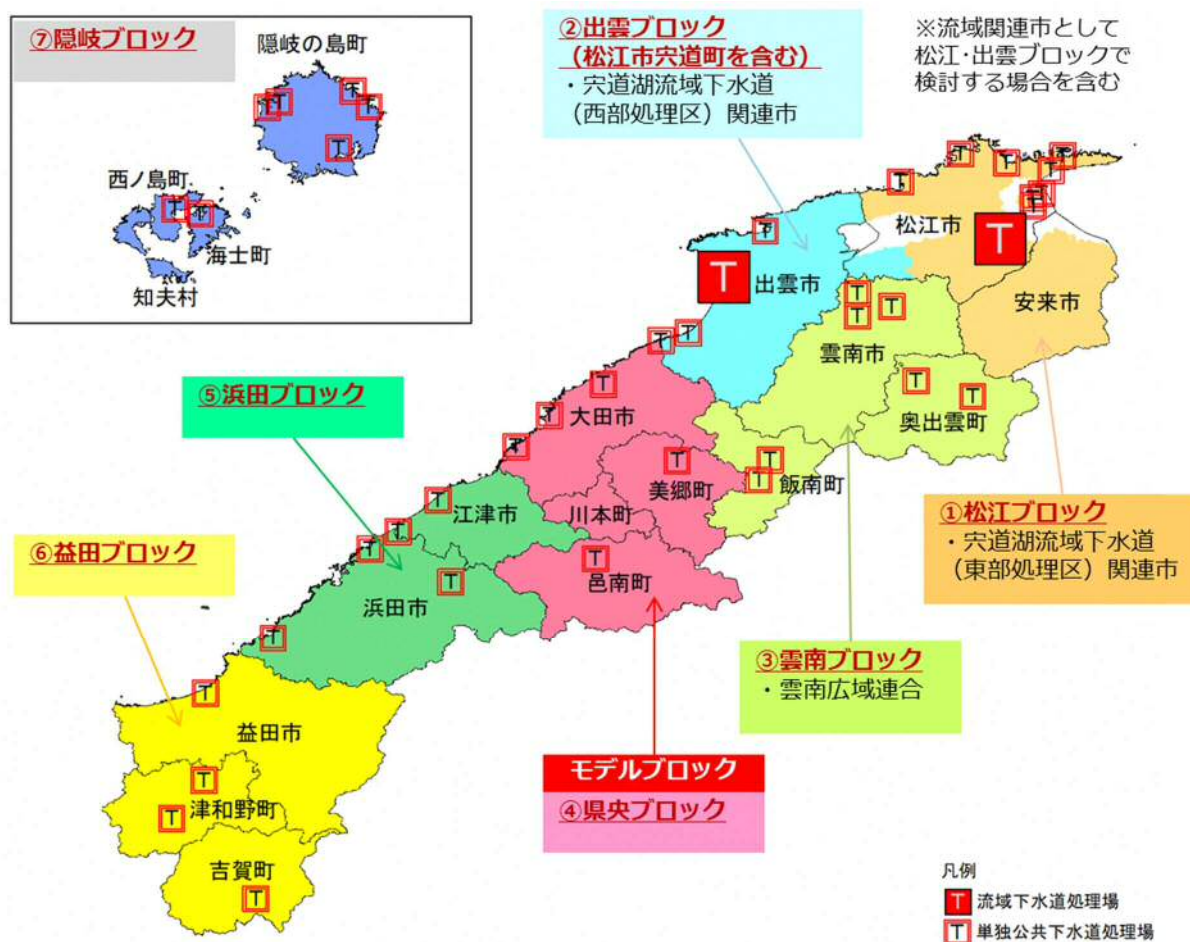 ⑦隠岐ブロック
隠岐の島町
西ノ島町
海士町
知夫村
②出雲ブロック
(松江市宍道町を含む)
・宍道湖流域下水道
(西部処理区)関連市
※流域関連市として
松江・出雲ブロックで
検討する場合を含む
松江市
T
T
出雲市
安来市
雲南市
奥出雲町
飯南町
⑤浜田ブロック
大田市
美郷町
川本町
江津市
邑南町
浜田市
①松江ブロック
・宍道湖流域下水道
(東部処理区)関連市
⑥益田ブロック
③雲南ブロック
・雲南広域連合
益田市
津和野町
吉賀町
モデルブロック
④県央ブロック
凡例
T 流域下水道処理場
T 単独公共下水道処理場